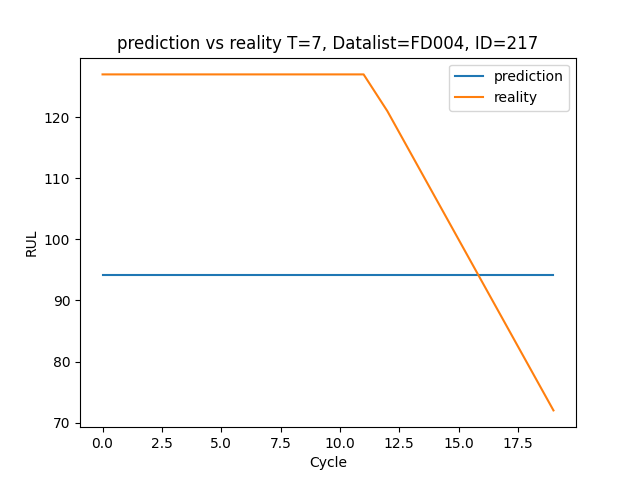 prediction vs reality T=7, Datalist=FD004, ID=217
prediction
reality
120
110
100
90
80
70
RUL
0.0 2.5 5.0 7.5 10.0 12.5 15.0 17.5
Cycle